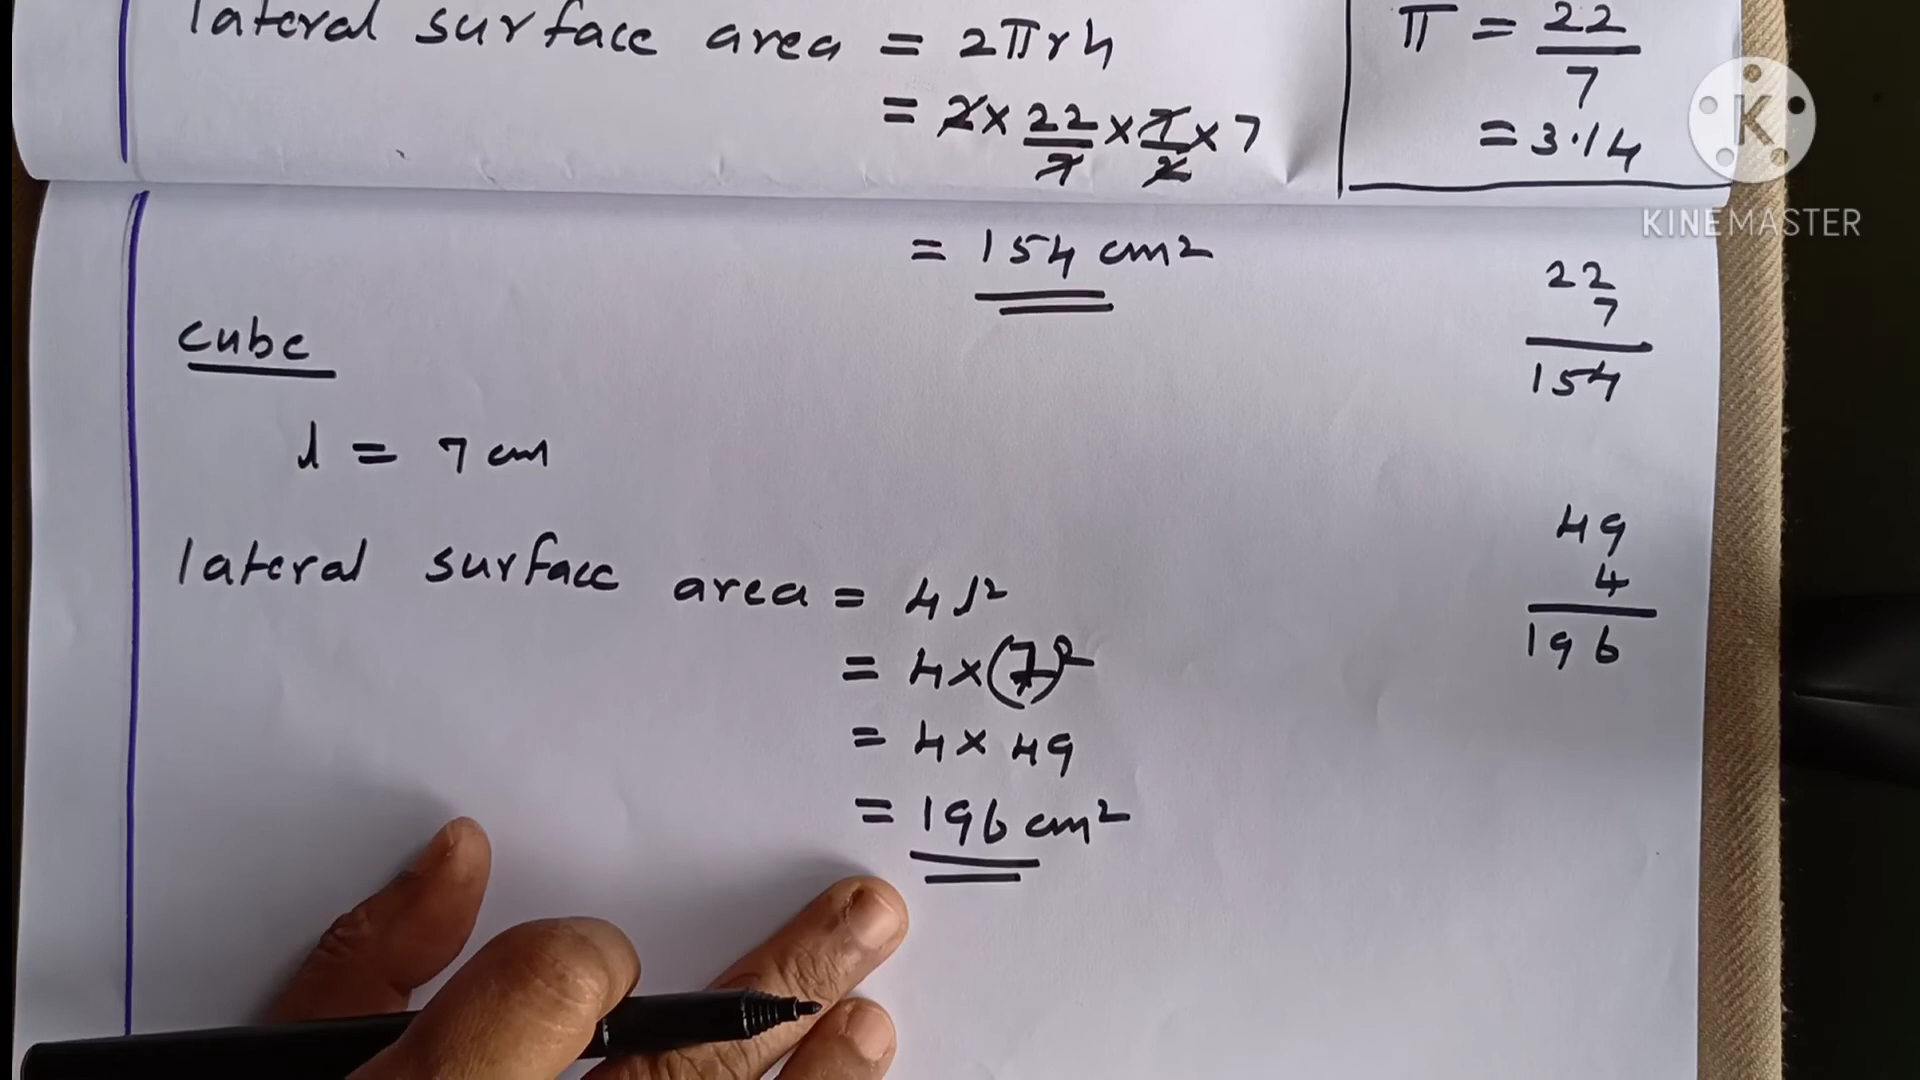 lateral surface area = 2πrh
= 2 × 22/7 × 7/2 × 7
= 154 cm²
π = 22/7
= 3.14
K
KINEMASTER
22
7
154
cube
l = 7 cm
lateral surface area = 4l²
= 4×(7)²
= 4 × 49
= 196 cm²
49
4
196